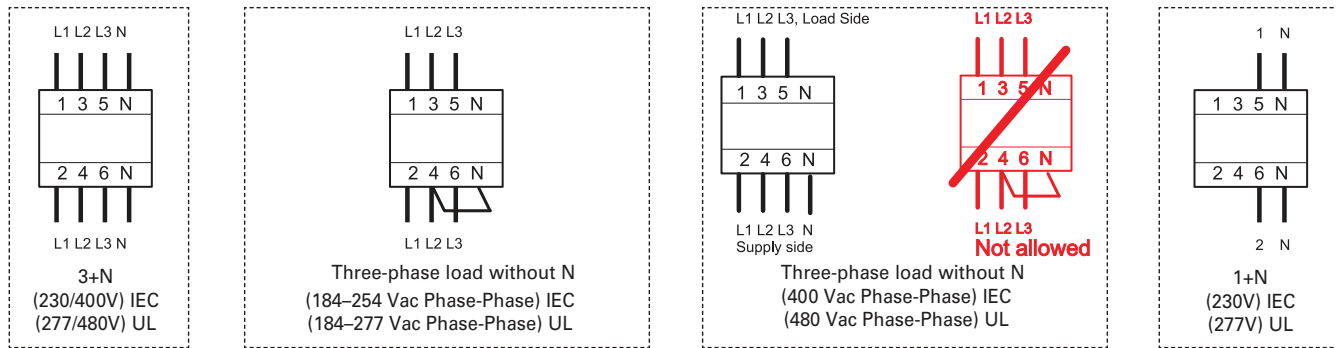 L1 L2 L3 N
1 3 5 N
2 4 6 N
L1 L2 L3 N
3+N
(230/400V) IEC
(277/480V) UL
L1 L2 L3
1 3 5 N
2 4 6 N
L1 L2 L3
Three-phase load without N
(184–254 Vac Phase-Phase) IEC
(184–277 Vac Phase-Phase) UL
L1 L2 L3, Load Side
1 3 5 N
2 4 6 N
L1 L2 L3 N
Supply side
L1 L2 L3
1 3 5 N
2 4 6 N
L1 L2 L3
Not allowed
Three-phase load without N
(400 Vac Phase-Phase) IEC
(480 Vac Phase-Phase) UL
1 N
1 3 5 N
2 4 6 N
2 N
1+N
(230V) IEC
(277V) UL